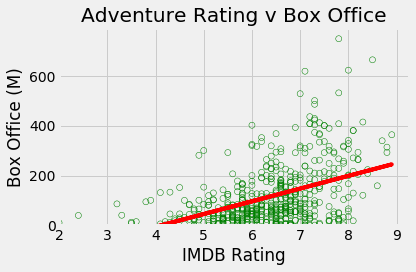 Adventure Rating v Box Office
Box Office (M)
600
400
200
0
2 3 4 5 6 7 8 9
IMDB Rating